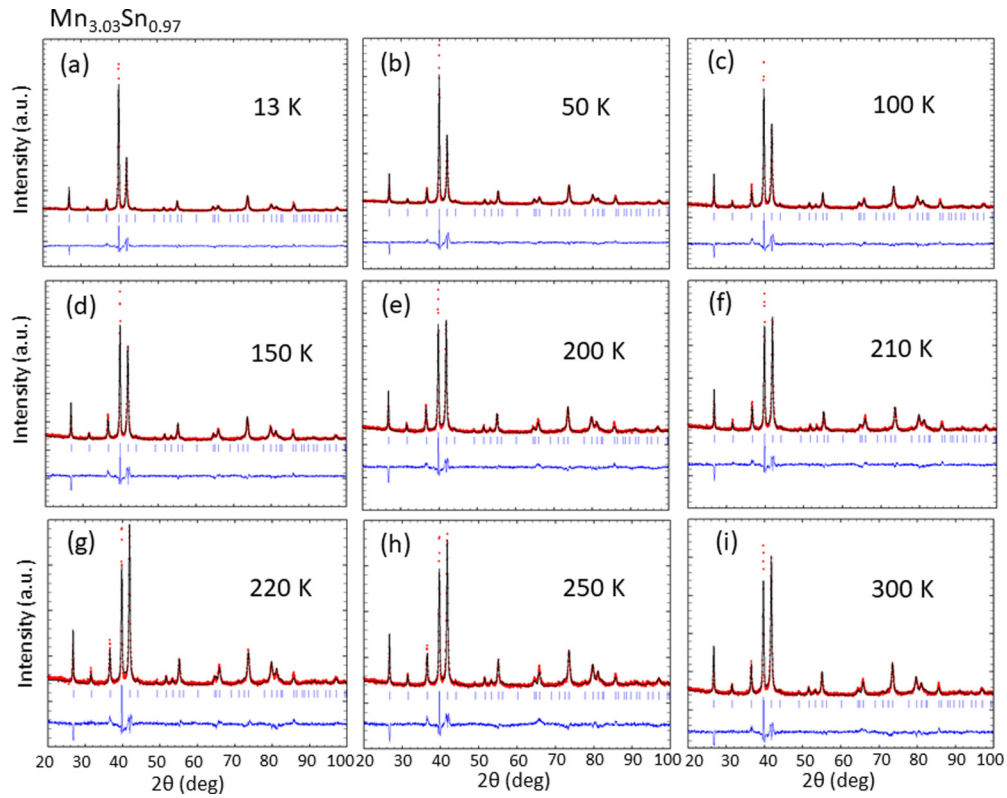 Mn3.03Sn0.97
(a) 13 K
(b) 50 K
(c) 100 K
Intensity (a.u.)
(d) 150 K
(e) 200 K
(f) 210 K
Intensity (a.u.)
(g) 220 K
(h) 250 K
(i) 300 K
Intensity (a.u.)
20 30 40 50 60 70 80 90 100
20 30 40 50 60 70 80 90 100
20 30 40 50 60 70 80 90 100
2θ (deg)
2θ (deg)
2θ (deg)